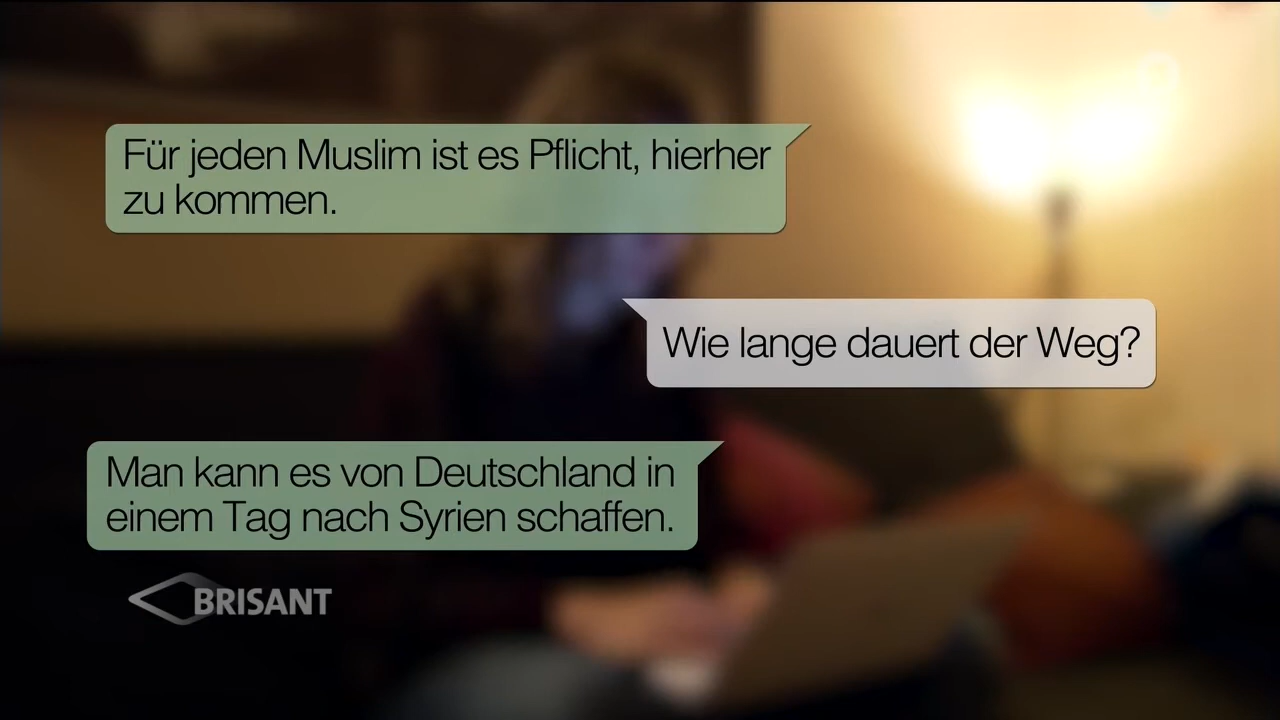 Für jeden Muslim ist es Pflicht, hierher
zu kommen.
Wie lange dauert der Weg?
Man kann es von Deutschland in
einem Tag nach Syrien schaffen.
BRISANT